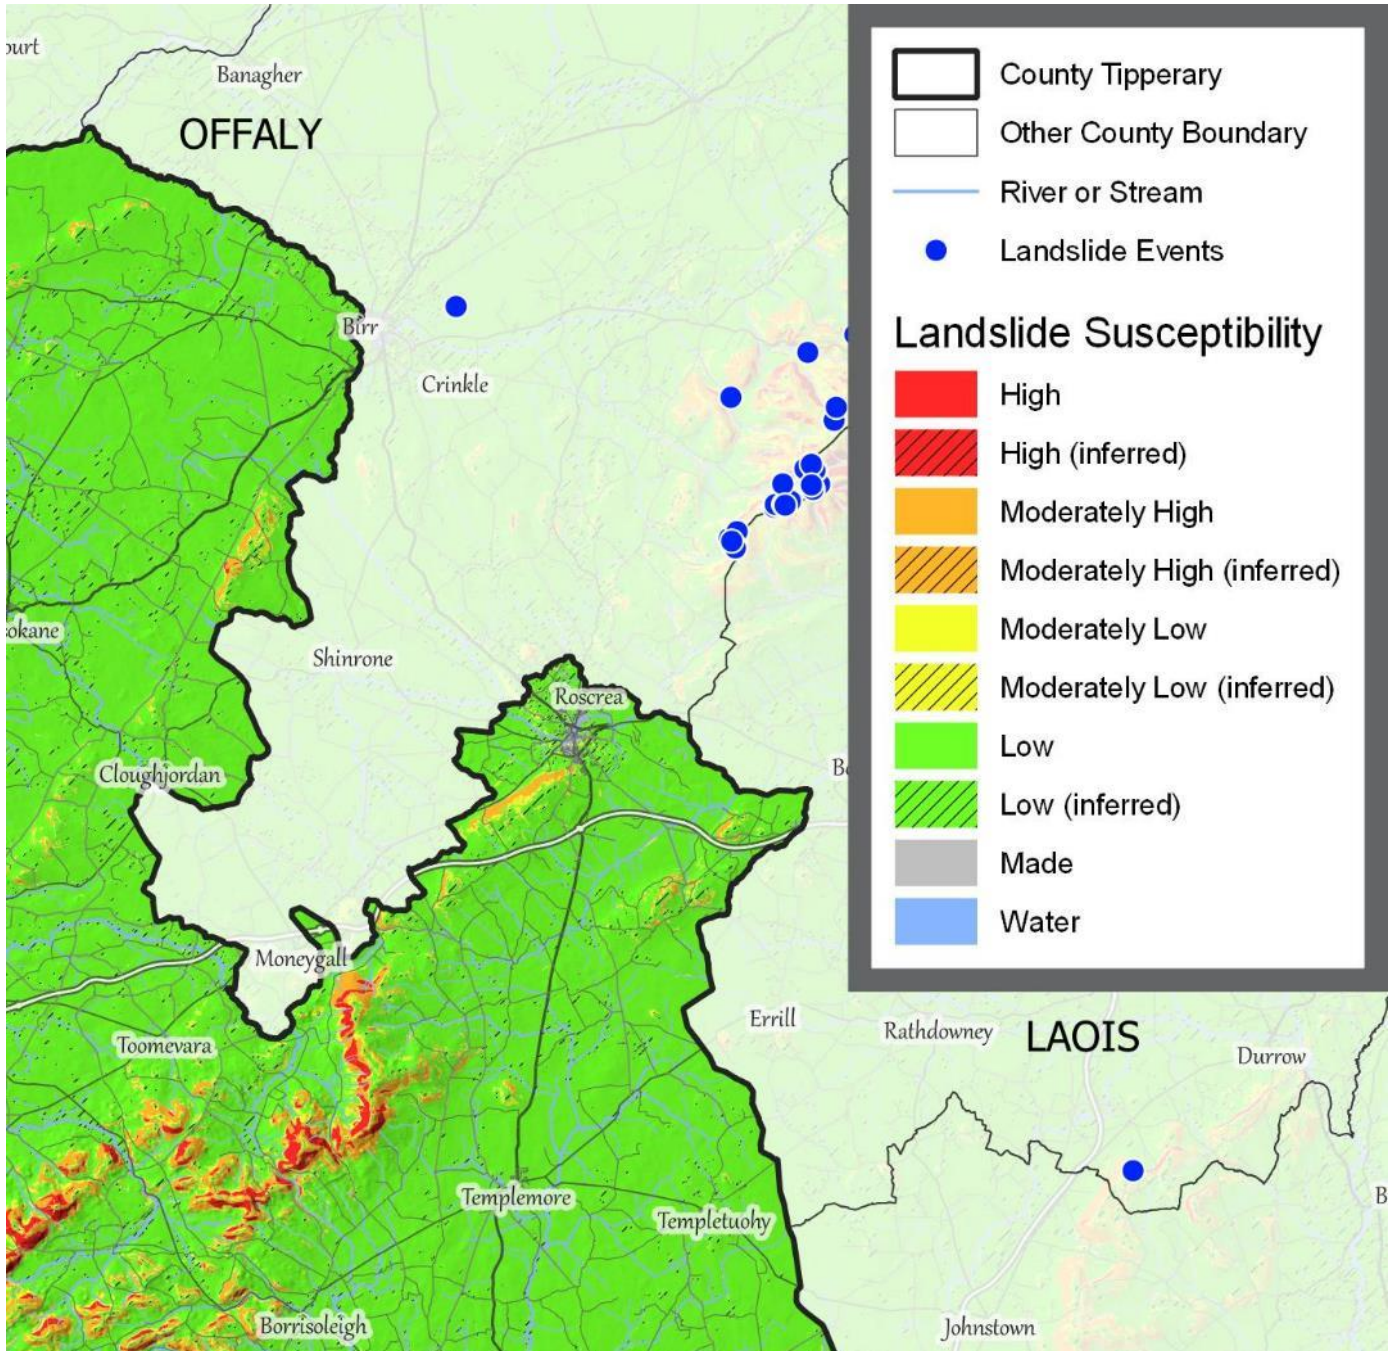 ourt
Banagher
OFFALY
Birr
Crinkle
okane
Shinrone
Roscrea
Cloughjordan
Moneygall
Toomevara
Errill
Rathdowney
LAOIS
Durrow
Templemore
Templetuohy
Borrisoleigh
Johnstown
B
County Tipperary
Other County Boundary
River or Stream
Landslide Events
Landslide Susceptibility
High
High (inferred)
Moderately High
Moderately High (inferred)
Moderately Low
Moderately Low (inferred)
Low
Low (inferred)
Made
Water